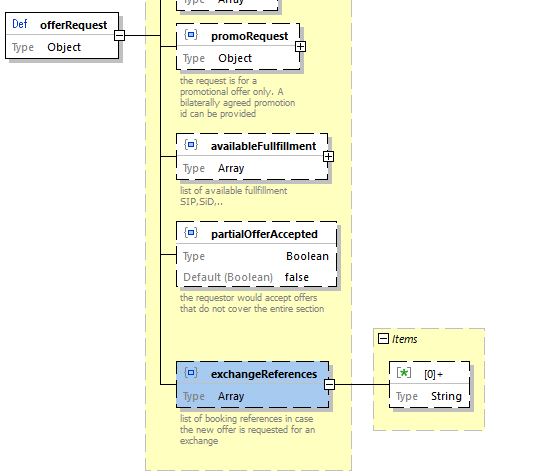 Type Array
Def offerRequest
Type Object
promoRequest
Type Object
the request is for a
promotional offer only. A
bilaterally agreed promotion
id can be provided
availableFullfillment
Type Array
list of available fullfillment
SIP,SiD,..
partialOfferAccepted
Type Boolean
Default (Boolean) false
the requestor would accept offers
that do not cover the entire section
exchangeReferences
Type Array
list of booking references in case
the new offer is requested for an
exchange
Items
[0]+
Type String